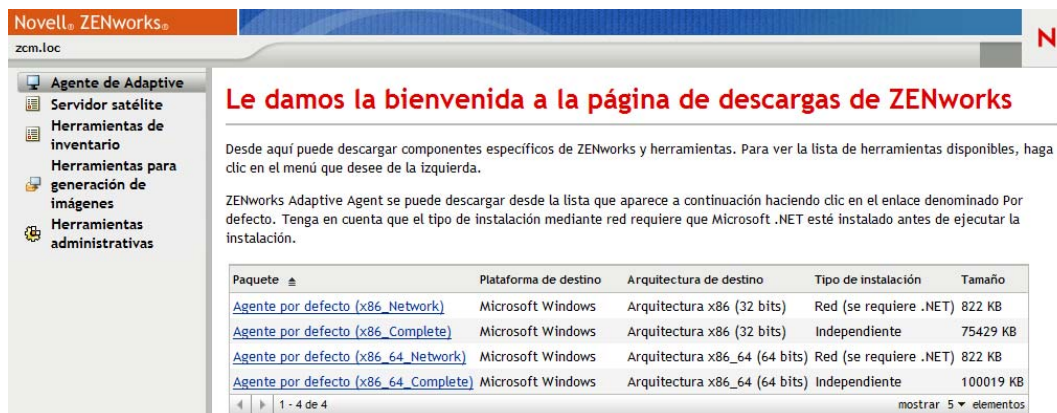 Novell® ZENworks®
N
zcm.loc
Agente de Adaptive
Servidor satélite
Herramientas de
inventario
Herramientas para
generación de
imágenes
Herramientas
administrativas
Le damos la bienvenida a la página de descargas de ZENworks
Desde aquí puede descargar componentes específicos de ZENworks y herramientas. Para ver la lista de herramientas disponibles, haga
clic en el menú que desee de la izquierda.
ZENworks Adaptive Agent se puede descargar desde la lista que aparece a continuación haciendo clic en el enlace denominado Por
defecto. Tenga en cuenta que el tipo de instalación mediante red requiere que Microsoft .NET esté instalado antes de ejecutar la
instalación.
Paquete Plataforma de destino Arquitectura de destino Tipo de instalación Tamaño
Agente por defecto (x86_Network) Microsoft Windows Arquitectura x86 (32 bits) Red (se requiere .NET) 822 KB
Agente por defecto (x86_Complete) Microsoft Windows Arquitectura x86 (32 bits) Independiente 75429 KB
Agente por defecto (x86_64_Network) Microsoft Windows Arquitectura x86_64 (64 bits) Red (se requiere .NET) 822 KB
Agente por defecto (x86_64_Complete) Microsoft Windows Arquitectura x86_64 (64 bits) Independiente 100019 KB
1 - 4 de 4 mostrar 5 elementos